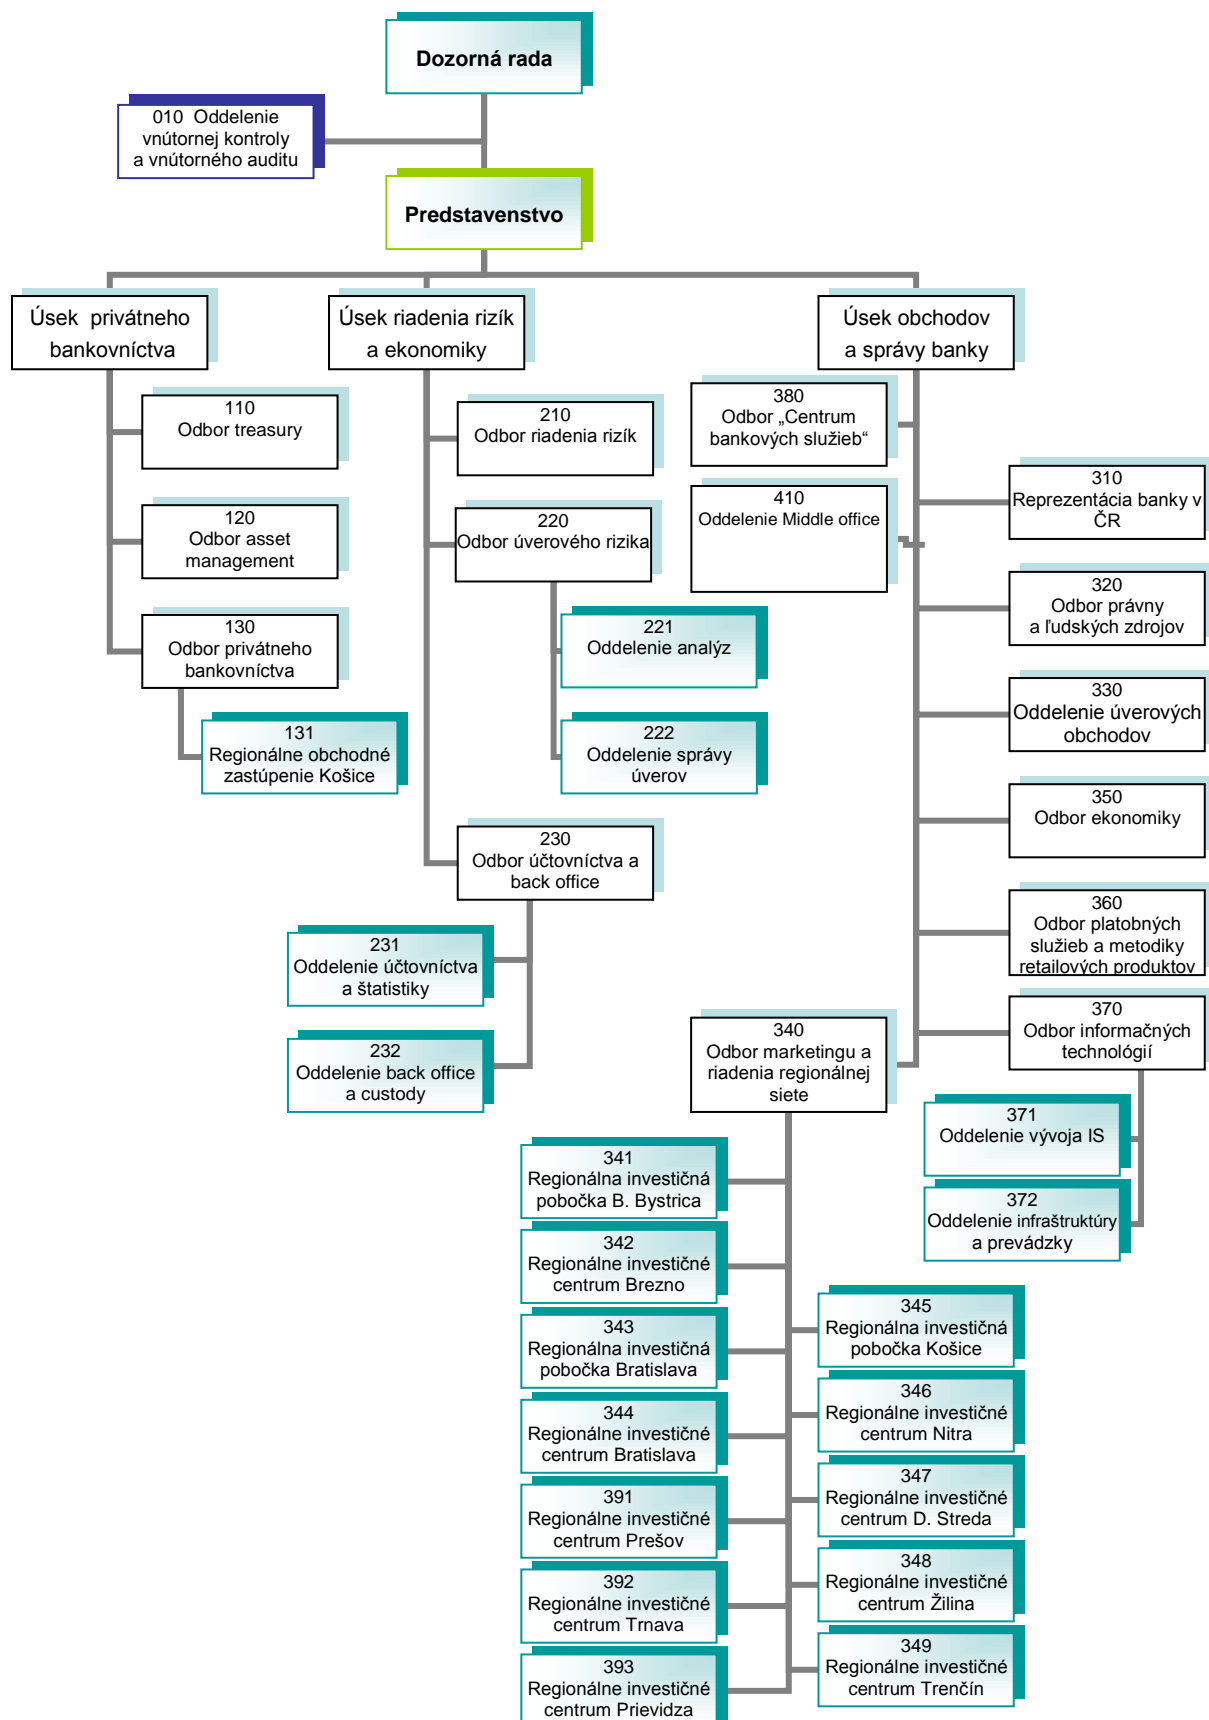 Dozorná rada
010  Oddelenie
vnútornej kontroly
a vnútorného auditu
Predstavenstvo
Úsek  privátneho
bankovníctva
Úsek riadenia rizík
a ekonomiky
Úsek obchodov
a správy banky
110
Odbor treasury
120
Odbor asset
management
130
Odbor privátneho
bankovníctva
131
Regionálne obchodné
zastúpenie Košice
210
Odbor riadenia rizík
220
Odbor úverového rizika
221
Oddelenie analýz
222
Oddelenie správy
úverov
230
Odbor účtovníctva a
back office
231
Oddelenie účtovníctva
a štatistiky
232
Oddelenie back office
a custody
380
Odbor „Centrum
bankových služieb“
410
Oddelenie Middle office
310
Reprezentácia banky v
ČR
320
Odbor právny
a ľudských zdrojov
330
Oddelenie úverových
obchodov
350
Odbor ekonomiky
360
Odbor platobných
služieb a metodiky
retailových produktov
370
Odbor informačných
technológií
371
Oddelenie vývoja IS
372
Oddelenie infraštruktúry
a prevádzky
340
Odbor marketingu a
riadenia regionálnej
siete
341
Regionálna investičná
pobočka B. Bystrica
342
Regionálne investičné
centrum Brezno
343
Regionálna investičná
pobočka Bratislava
344
Regionálne investičné
centrum Bratislava
391
Regionálne investičné
centrum Prešov
392
Regionálne investičné
centrum Trnava
393
Regionálne investičné
centrum Prievidza
345
Regionálna investičná
pobočka Košice
346
Regionálne investičné
centrum Nitra
347
Regionálne investičné
centrum D. Streda
348
Regionálne investičné
centrum Žilina
349
Regionálne investičné
centrum Trenčín